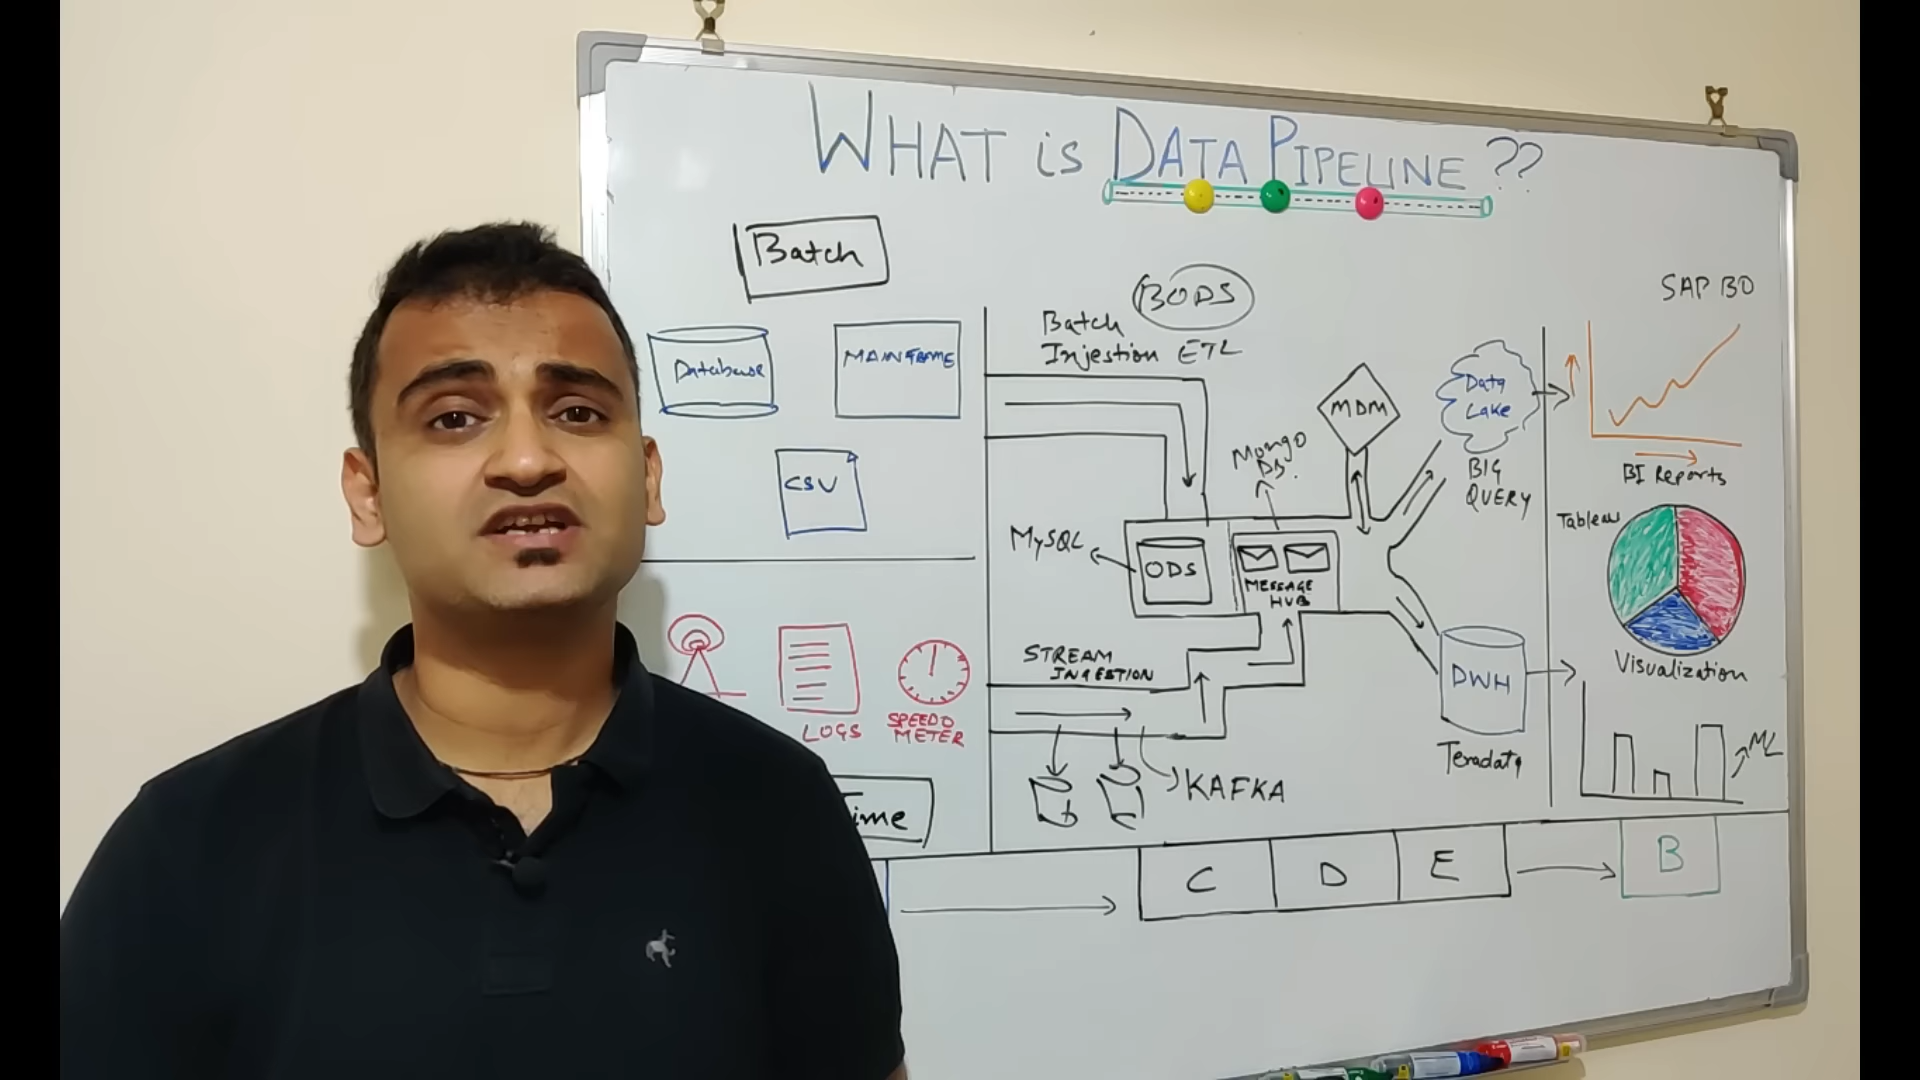 WHAT is DATA PIPELINE ??
Batch
Database
MAINFRAME
CSV
LOGS
SPEEDO
METER
ime
BODS
Batch
Injestion ETL
MySQL
ODS
Mongo
DB.
MESSAGE
HUB
MDM
STREAM
INGESTION
KAFKA
Data
Lake
BIG
QUERY
DWH
Teradata
SAP BO
BI Reports
Tableau
Visualization
ML
C
D
E
B